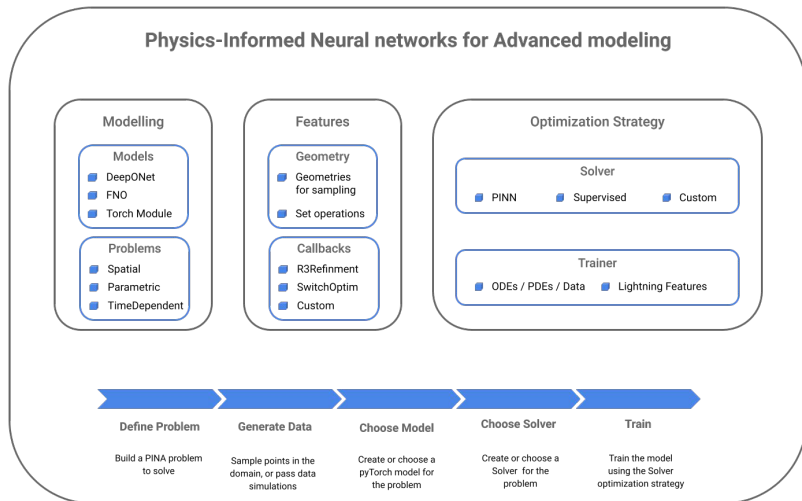 Physics-Informed Neural networks for Advanced modeling
Modelling
Models
DeepONet
FNO
Torch Module
Problems
Spatial
Parametric
TimeDependent
Features
Geometry
Geometries
for sampling
Set operations
Callbacks
R3Refinment
SwitchOptim
Custom
Optimization Strategy
Solver
PINN
Supervised
Custom
Trainer
ODEs / PDEs / Data
Lightning Features
Define Problem
Build a PINA problem
to solve
Generate Data
Sample points in the
domain, or pass data
simulations
Choose Model
Create or choose a
pyTorch model for
the problem
Choose Solver
Create or choose a
Solver for the
problem
Train
Train the model
using the Solver
optimization strategy